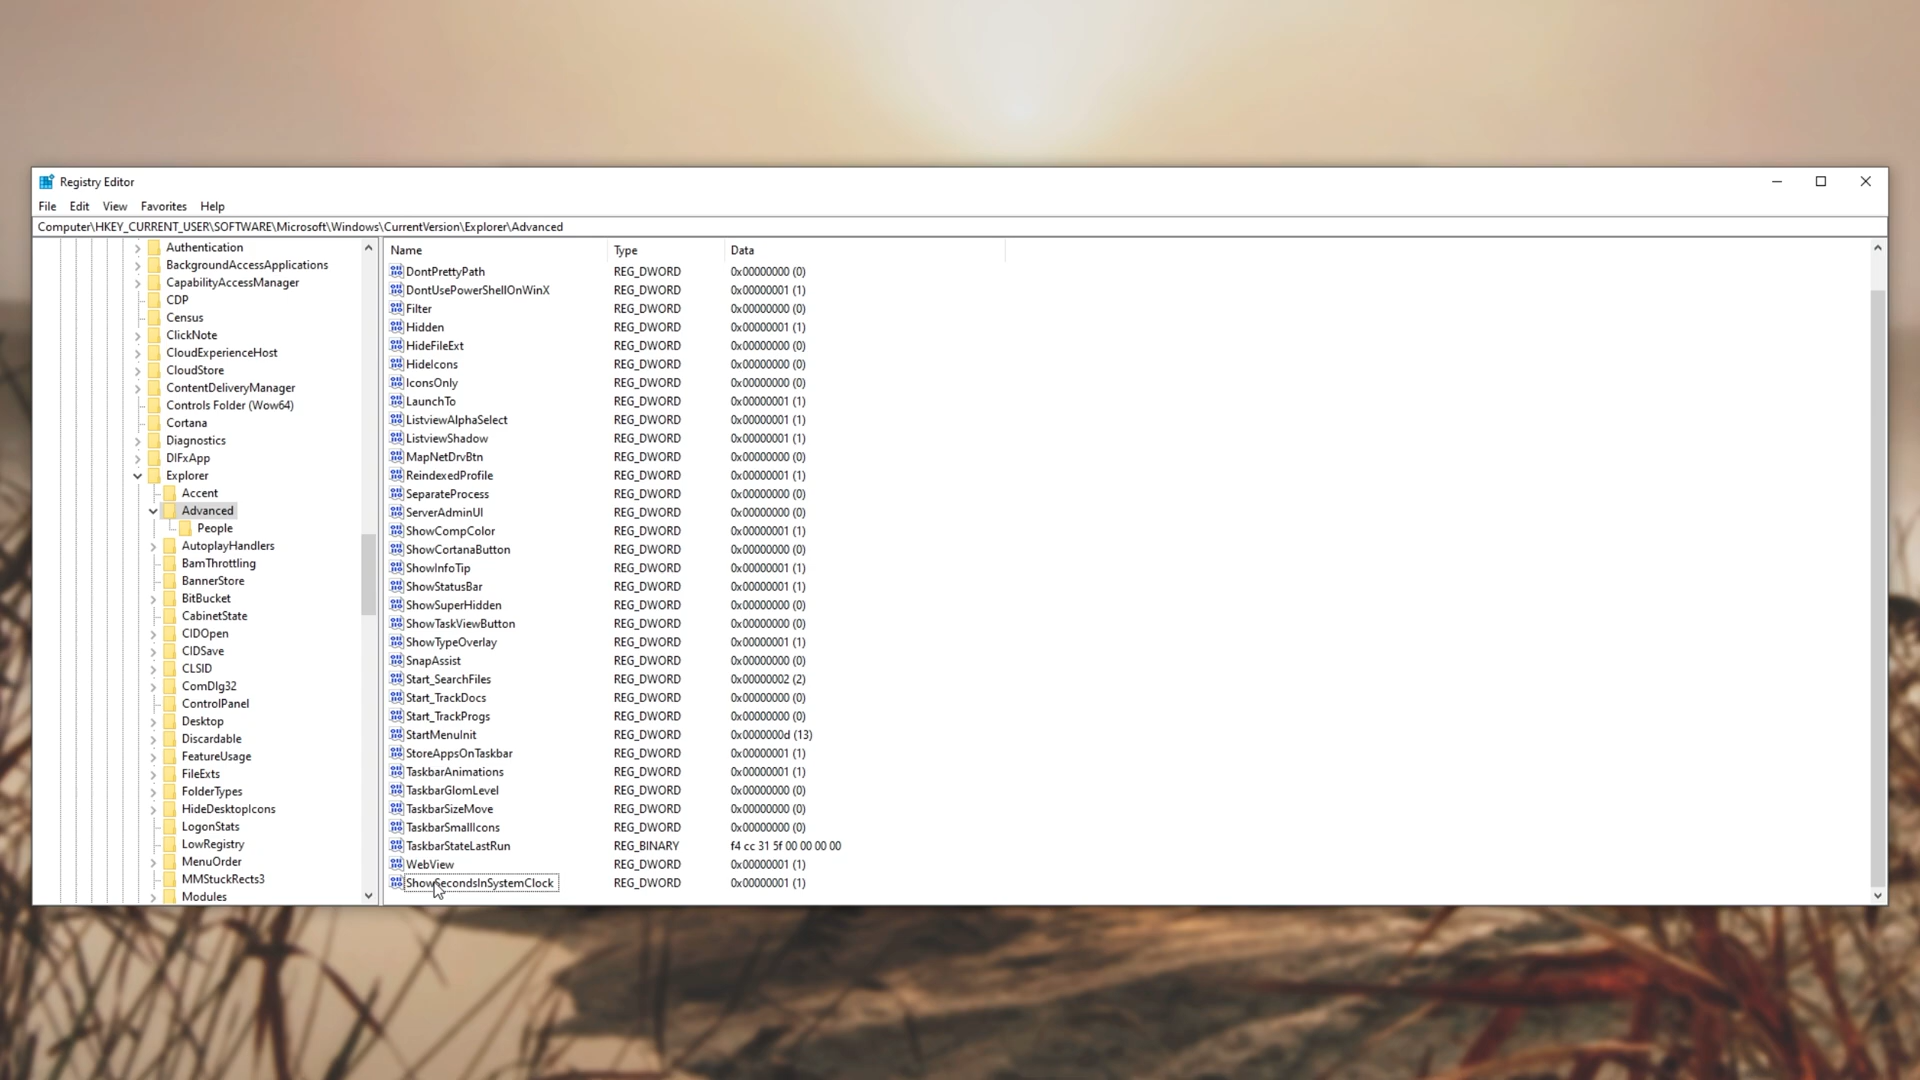 Registry Editor
File Edit View Favorites Help
Computer\HKEY_CURRENT_USER\SOFTWARE\Microsoft\Windows\CurrentVersion\Explorer\Advanced
Authentication
BackgroundAccessApplications
CapabilityAccessManager
CDP
Census
ClickNote
CloudExperienceHost
CloudStore
ContentDeliveryManager
Controls Folder (Wow64)
Cortana
Diagnostics
DIFxApp
Explorer
Accent
Advanced
People
AutoplayHandlers
BamThrottling
BannerStore
BitBucket
CabinetState
CIDOpen
CIDSave
CLSID
ComDlg32
ControlPanel
Desktop
Discardable
FeatureUsage
FileExts
FolderTypes
HideDesktopIcons
LogonStats
LowRegistry
MenuOrder
MMStuckRects3
Modules
Name Type Data
DontPrettyPath REG_DWORD 0x00000000 (0)
DontUsePowerShellOnWinX REG_DWORD 0x00000001 (1)
Filter REG_DWORD 0x00000000 (0)
Hidden REG_DWORD 0x00000001 (1)
HideFileExt REG_DWORD 0x00000000 (0)
HideIcons REG_DWORD 0x00000000 (0)
IconsOnly REG_DWORD 0x00000000 (0)
LaunchTo REG_DWORD 0x00000001 (1)
ListviewAlphaSelect REG_DWORD 0x00000001 (1)
ListviewShadow REG_DWORD 0x00000001 (1)
MapNetDrvBtn REG_DWORD 0x00000000 (0)
ReindexedProfile REG_DWORD 0x00000001 (1)
SeparateProcess REG_DWORD 0x00000000 (0)
ServerAdminUI REG_DWORD 0x00000000 (0)
ShowCompColor REG_DWORD 0x00000001 (1)
ShowCortanaButton REG_DWORD 0x00000000 (0)
ShowInfoTip REG_DWORD 0x00000001 (1)
ShowStatusBar REG_DWORD 0x00000001 (1)
ShowSuperHidden REG_DWORD 0x00000000 (0)
ShowTaskViewButton REG_DWORD 0x00000000 (0)
ShowTypeOverlay REG_DWORD 0x00000001 (1)
SnapAssist REG_DWORD 0x00000000 (0)
Start_SearchFiles REG_DWORD 0x00000002 (2)
Start_TrackDocs REG_DWORD 0x00000000 (0)
Start_TrackProgs REG_DWORD 0x00000000 (0)
StartMenuInit REG_DWORD 0x0000000d (13)
StoreAppsOnTaskbar REG_DWORD 0x00000001 (1)
TaskbarAnimations REG_DWORD 0x00000001 (1)
TaskbarGlomLevel REG_DWORD 0x00000000 (0)
TaskbarSizeMove REG_DWORD 0x00000000 (0)
TaskbarSmallIcons REG_DWORD 0x00000000 (0)
TaskbarStateLastRun REG_BINARY f4 cc 31 5f 00 00 00 00
WebView REG_DWORD 0x00000001 (1)
ShowSecondsInSystemClock REG_DWORD 0x00000001 (1)